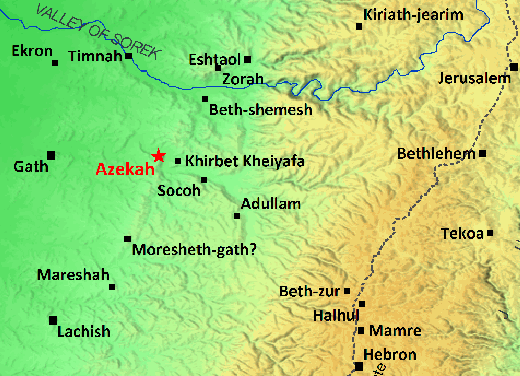 Kiriath-jearim
VALLEY OF SOREK
Ekron
Timnah
Eshtaol
Zorah
Jerusalem
Beth-shemesh
Gath
Azekah
Khirbet Kheiyafa
Bethlehem
Socoh
Adullam
Moresheth-gath?
Tekoa
Mareshah
Beth-zur
Halhul
Lachish
Mamre
Hebron